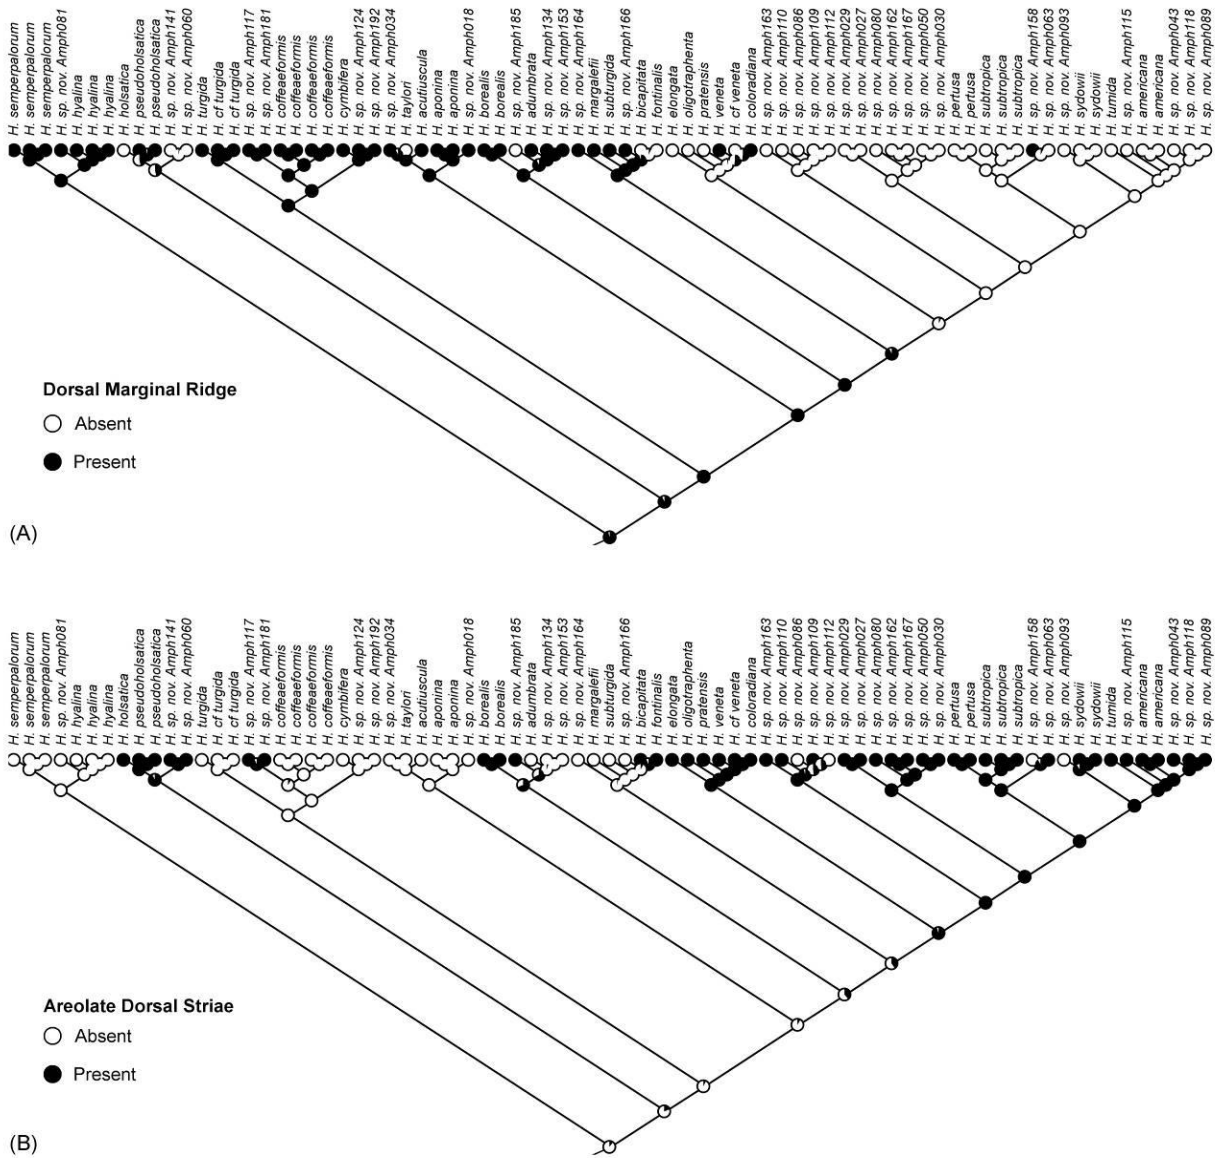 H. semperpalorum
H. semperpalorum
H. semperpalorum
H. sp. nov. Amph081
H. hyalina
H. hyalina
H. hyalina
H. holsatica
H. pseudoholsatica
H. pseudoholsatica
H. sp. nov. Amph141
H. sp. nov. Amph060
H. turgida
H. cf turgida
H. cf turgida
H. sp. nov. Amph117
H. sp. nov. Amph181
H. coffeaeformis
H. coffeaeformis
H. coffeaeformis
H. coffeaeformis
H. cymbifera
H. sp. nov. Amph124
H. sp. nov. Amph192
H. sp. nov. Amph034
H. taylori
H. acutiuscula
H. aponina
H. aponina
H. sp. nov. Amph018
H. borealis
H. borealis
H. sp. nov. Amph185
H. adumbrata
H. sp. nov. Amph134
H. sp. nov. Amph153
H. sp. nov. Amph164
H. margalefii
H. subturgida
H. sp. nov. Amph166
H. bicapitata
H. fontinalis
H. elongata
H. oligotraphenta
H. pratensis
H. veneta
H. cf veneta
H. coloradiana
H. sp. nov. Amph163
H. sp. nov. Amph110
H. sp. nov. Amph086
H. sp. nov. Amph109
H. sp. nov. Amph112
H. sp. nov. Amph029
H. sp. nov. Amph027
H. sp. nov. Amph080
H. sp. nov. Amph162
H. sp. nov. Amph167
H. sp. nov. Amph050
H. sp. nov. Amph030
H. pertusa
H. pertusa
H. subtropica
H. subtropica
H. subtropica
H. sp. nov. Amph158
H. sp. nov. Amph063
H. sp. nov. Amph093
H. sydowii
H. sydowii
H. tumida
H. sp. nov. Amph115
H. americana
H. americana
H. sp. nov. Amph043
H. sp. nov. Amph118
H. sp. nov. Amph089
Dorsal Marginal Ridge
Absent
Present
(A)
H. semperpalorum
H. semperpalorum
H. semperpalorum
H. sp. nov. Amph081
H. hyalina
H. hyalina
H. hyalina
H. holsatica
H. pseudoholsatica
H. pseudoholsatica
H. sp. nov. Amph141
H. sp. nov. Amph060
H. turgida
H. cf turgida
H. cf turgida
H. sp. nov. Amph117
H. sp. nov. Amph181
H. coffeaeformis
H. coffeaeformis
H. coffeaeformis
H. coffeaeformis
H. cymbifera
H. sp. nov. Amph124
H. sp. nov. Amph192
H. sp. nov. Amph034
H. taylori
H. acutiuscula
H. aponina
H. aponina
H. sp. nov. Amph018
H. borealis
H. borealis
H. sp. nov. Amph185
H. adumbrata
H. sp. nov. Amph134
H. sp. nov. Amph153
H. sp. nov. Amph164
H. margalefii
H. subturgida
H. sp. nov. Amph166
H. bicapitata
H. fontinalis
H. elongata
H. oligotraphenta
H. pratensis
H. veneta
H. cf veneta
H. coloradiana
H. sp. nov. Amph163
H. sp. nov. Amph110
H. sp. nov. Amph086
H. sp. nov. Amph109
H. sp. nov. Amph112
H. sp. nov. Amph029
H. sp. nov. Amph027
H. sp. nov. Amph080
H. sp. nov. Amph162
H. sp. nov. Amph167
H. sp. nov. Amph050
H. sp. nov. Amph030
H. pertusa
H. pertusa
H. subtropica
H. subtropica
H. subtropica
H. sp. nov. Amph158
H. sp. nov. Amph063
H. sp. nov. Amph093
H. sydowii
H. sydowii
H. tumida
H. sp. nov. Amph115
H. americana
H. americana
H. sp. nov. Amph043
H. sp. nov. Amph118
H. sp. nov. Amph089
Areolate Dorsal Striae
Absent
Present
(B)